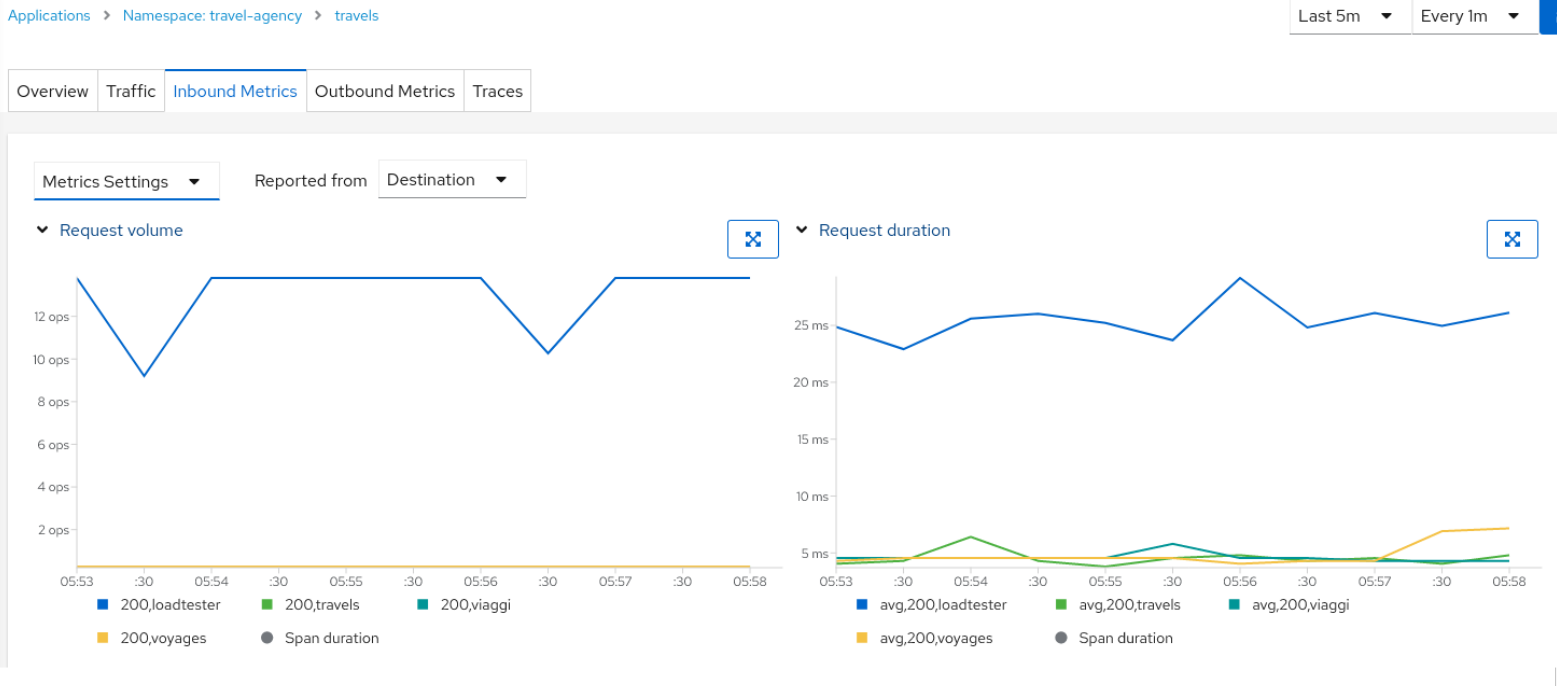 Applications > Namespace: travel-agency > travels
Last 5m Every 1m
Overview Traffic Inbound Metrics Outbound Metrics Traces
Metrics Settings Reported from Destination
Request volume
12 ops
10 ops
8 ops
6 ops
4 ops
2 ops
05:53 :30 05:54 :30 05:55 :30 05:56 :30 05:57 :30 05:58
200,loadtester 200,travels 200,viaggi
200,voyages Span duration
Request duration
25 ms
20 ms
15 ms
10 ms
5 ms
05:53 :30 05:54 :30 05:55 :30 05:56 :30 05:57 :30 05:58
avg,200,loadtester avg,200,travels avg,200,viaggi
avg,200,voyages Span duration